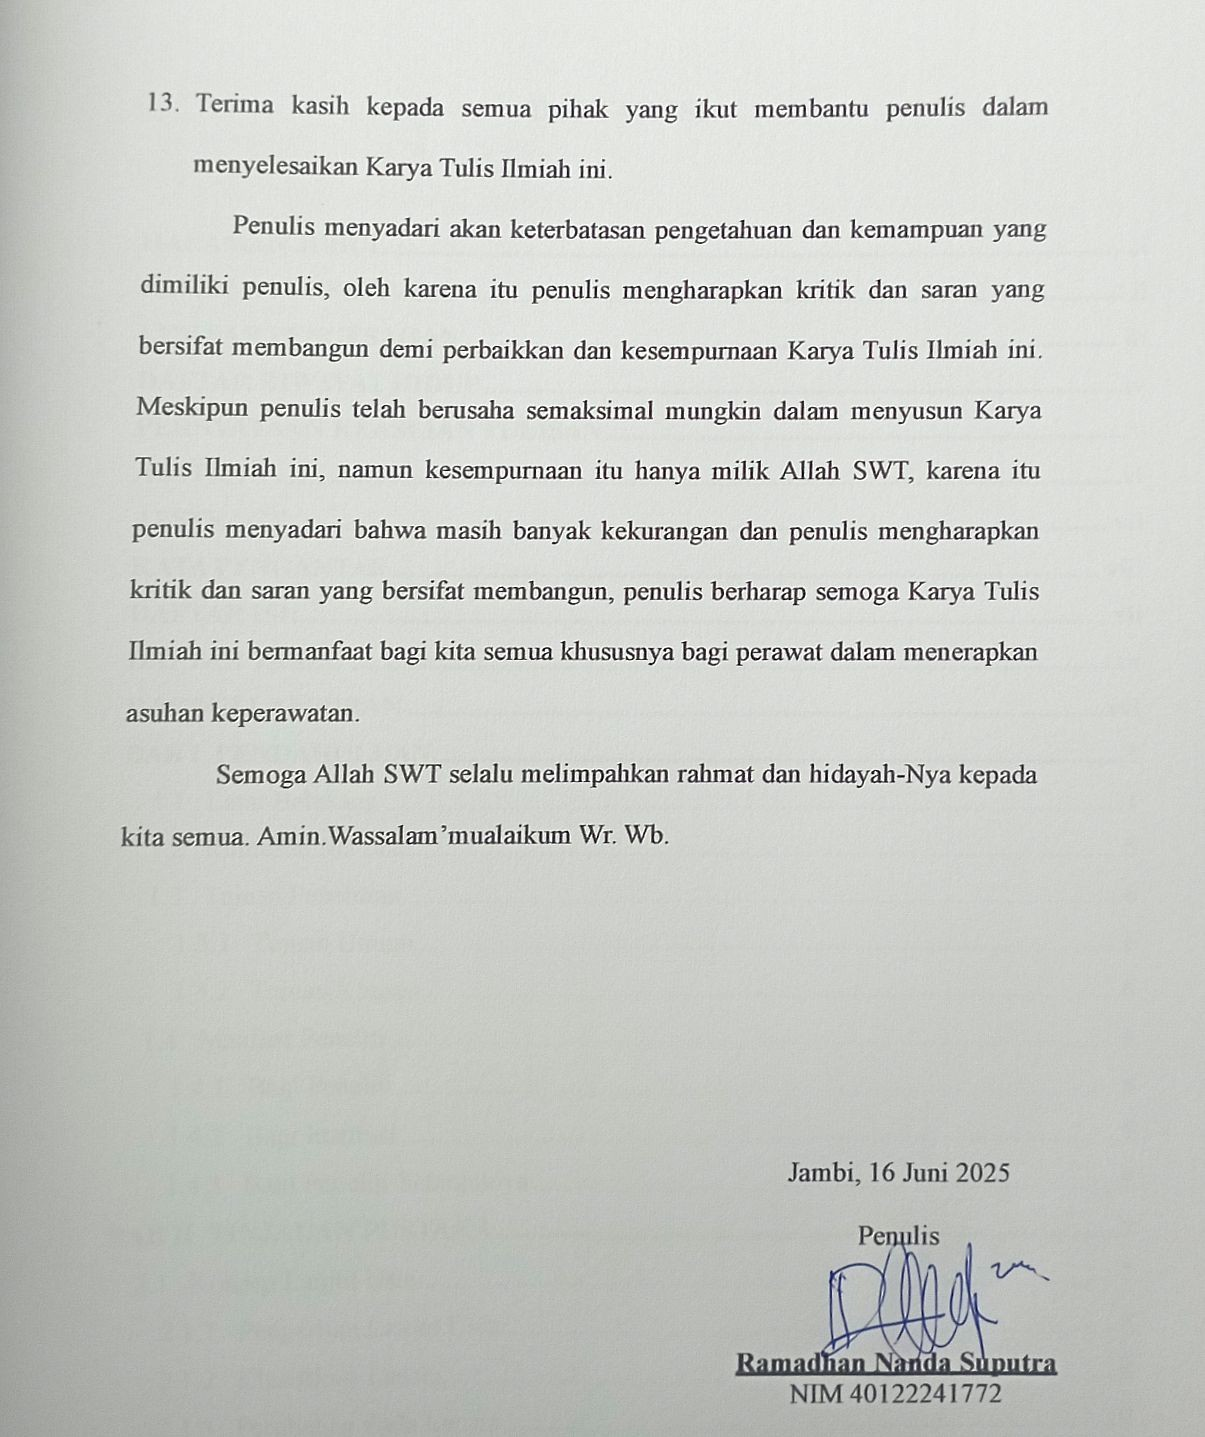 13. Terima kasih kepada semua pihak yang ikut membantu penulis dalam
menyelesaikan Karya Tulis Ilmiah ini.
Penulis menyadari akan keterbatasan pengetahuan dan kemampuan yang
dimiliki penulis, oleh karena itu penulis mengharapkan kritik dan saran yang
bersifat membangun demi perbaikkan dan kesempurnaan Karya Tulis Ilmiah ini.
Meskipun penulis telah berusaha semaksimal mungkin dalam menyusun Karya
Tulis Ilmiah ini, namun kesempurnaan itu hanya milik Allah SWT, karena itu
penulis menyadari bahwa masih banyak kekurangan dan penulis mengharapkan
kritik dan saran yang bersifat membangun, penulis berharap semoga Karya Tulis
Ilmiah ini bermanfaat bagi kita semua khususnya bagi perawat dalam menerapkan
asuhan keperawatan.
Semoga Allah SWT selalu melimpahkan rahmat dan hidayah-Nya kepada
kita semua. Amin.Wassalam’mualaikum Wr. Wb.
Jambi, 16 Juni 2025
Penulis
Ramadhan Nanda Suputra
NIM 40122241772